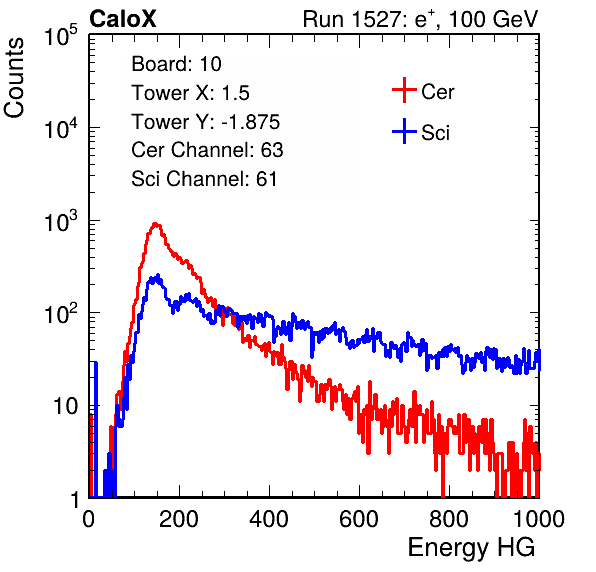 CaloX Run 1527: e⁺, 100 GeV
Counts
10⁵
10⁴
10³
10²
10
1
Board: 10
Tower X: 1.5
Tower Y: -1.875
Cer Channel: 63
Sci Channel: 61
Cer
Sci
0 200 400 600 800 1000
Energy HG